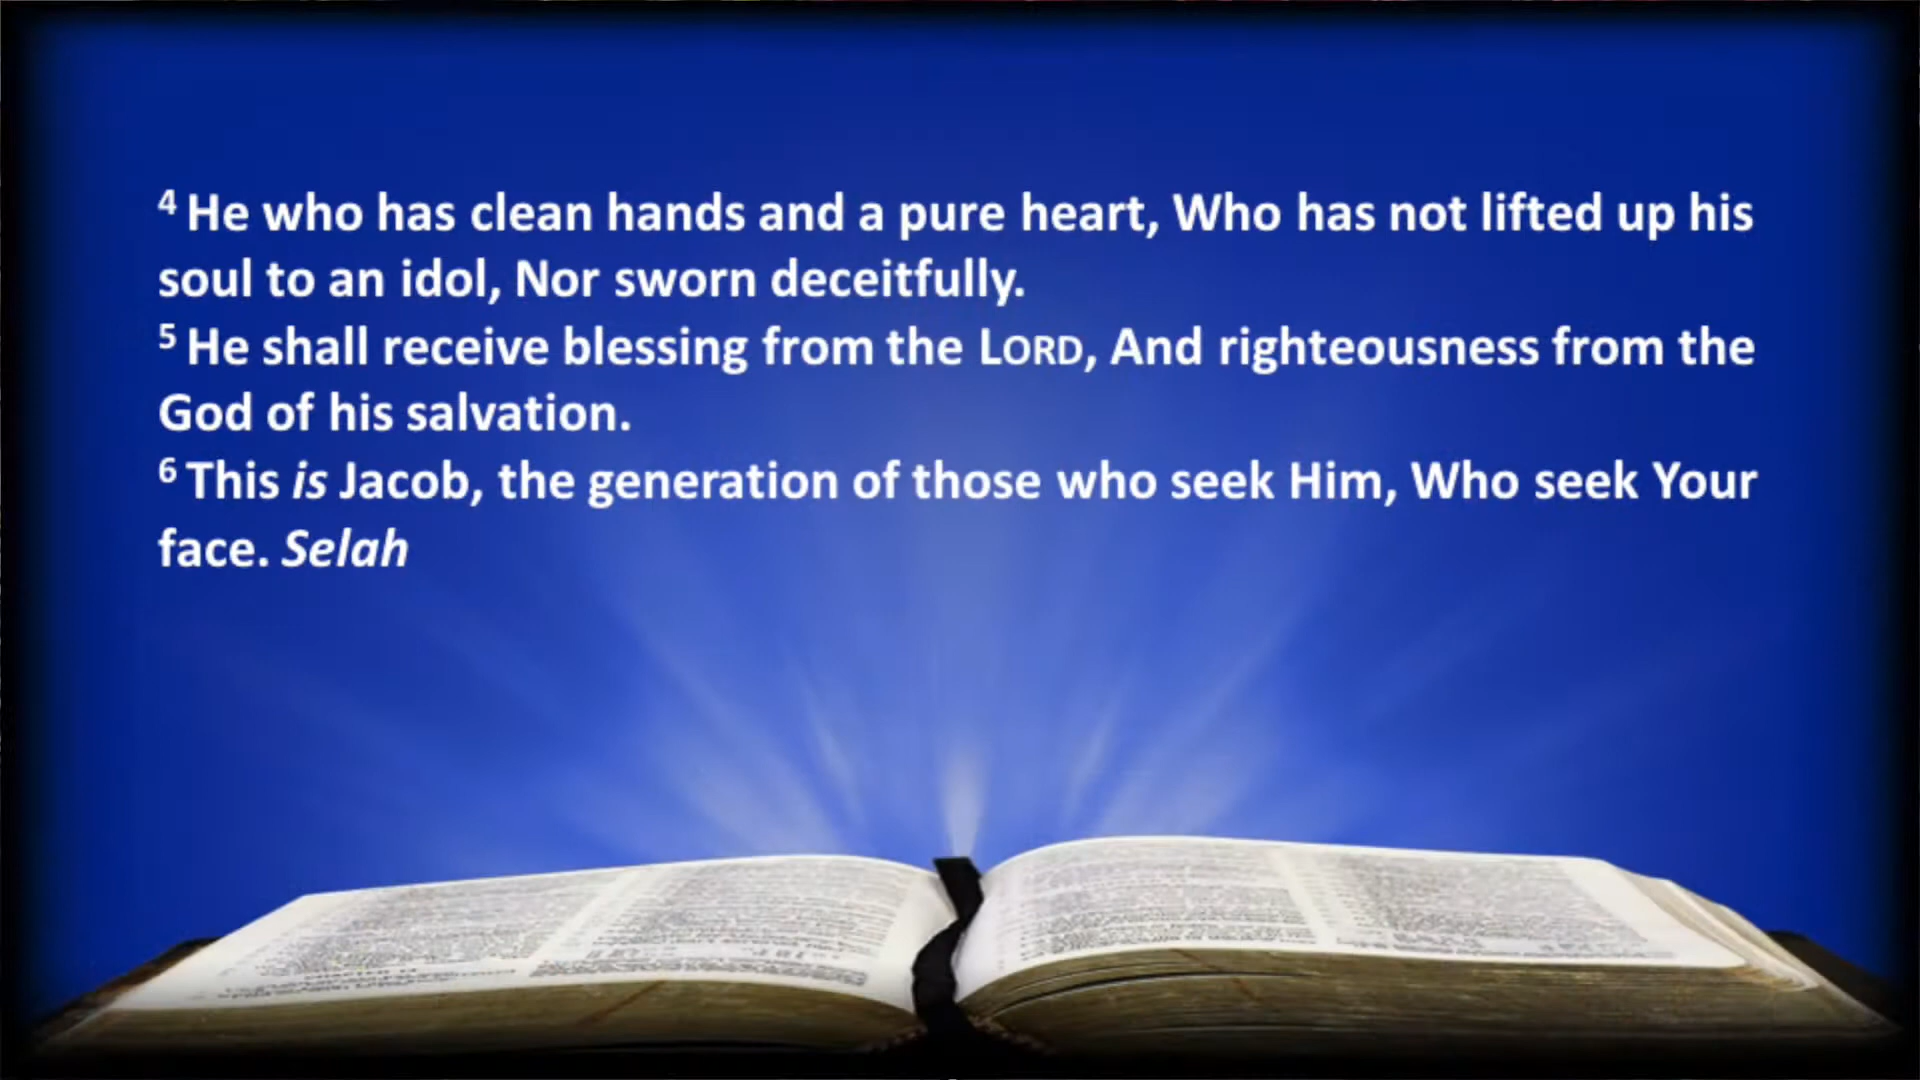 4 He who has clean hands and a pure heart, Who has not lifted up his
soul to an idol, Nor sworn deceitfully.
5 He shall receive blessing from the LORD, And righteousness from the
God of his salvation.
6 This is Jacob, the generation of those who seek Him, Who seek Your
face. Selah